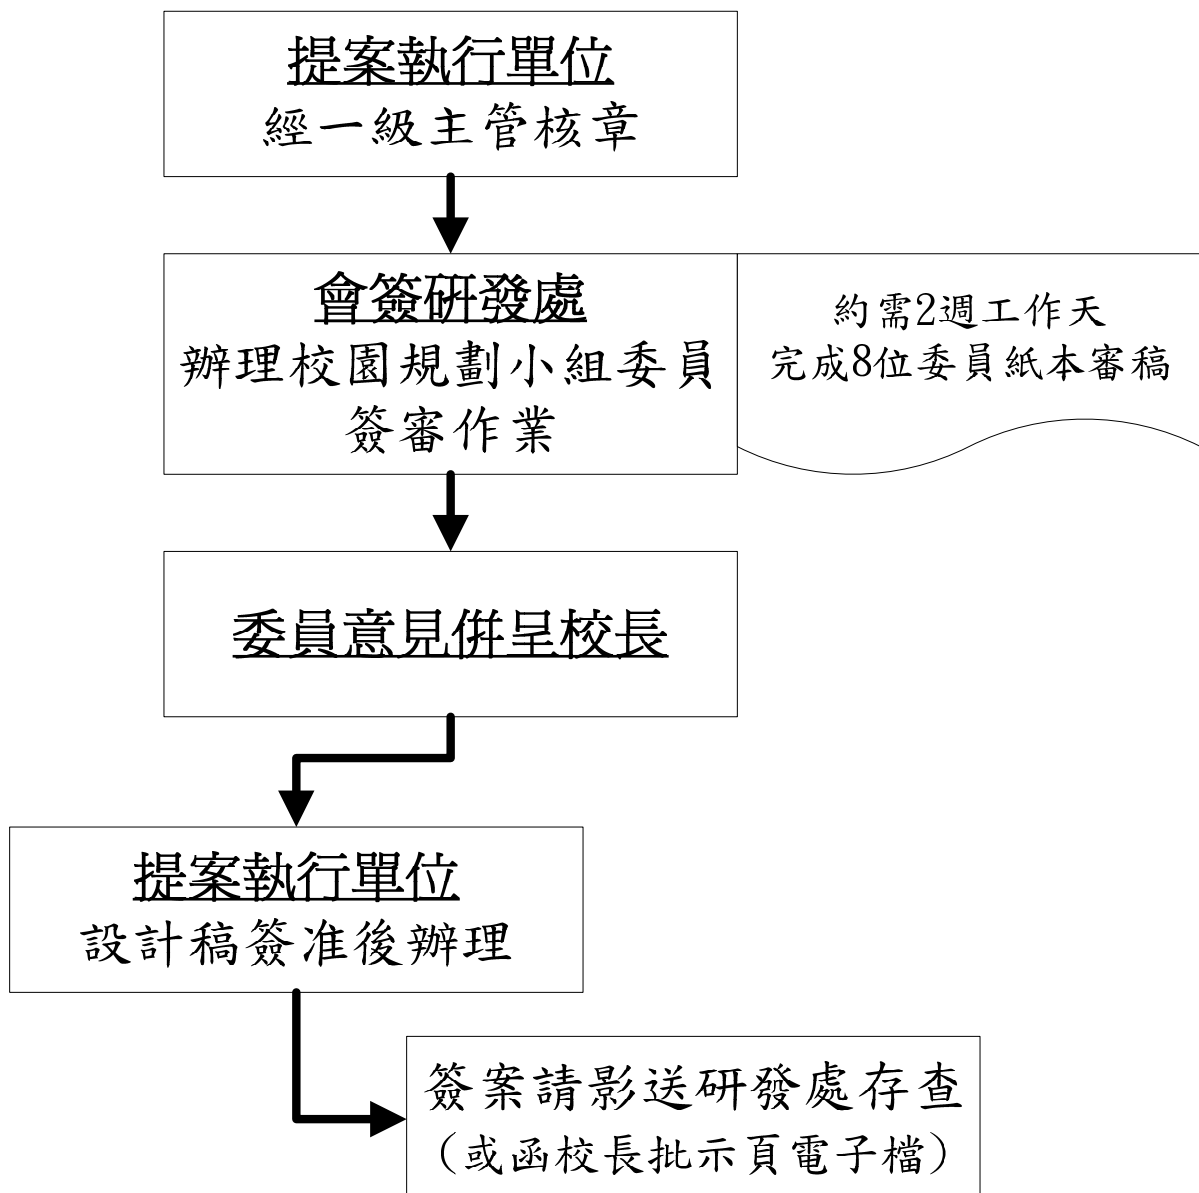 提案執行單位
經一級主管核章
會簽研發處
辦理校園規劃小組委員
簽審作業
約需2週工作天
完成8位委員紙本審稿
委員意見併呈校長
提案執行單位
設計稿簽准後辦理
簽案請影送研發處存查
（或函校長批示頁電子檔）